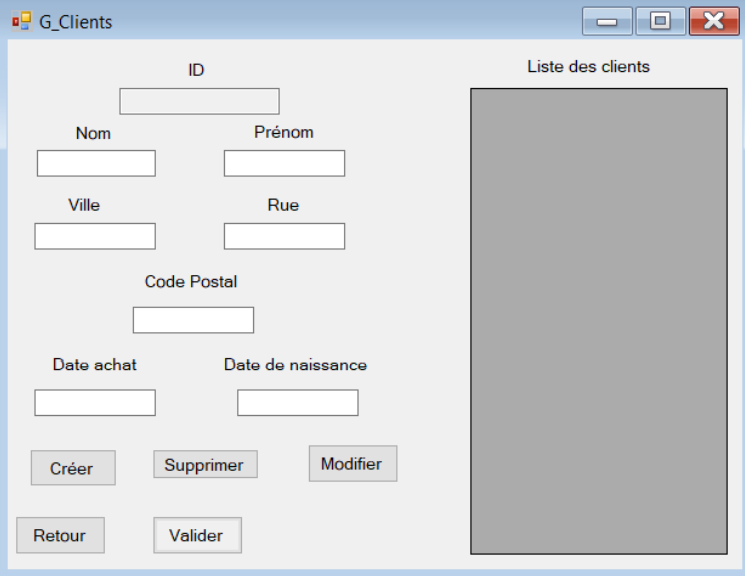 G_Clients
ID
Liste des clients
Nom Prénom
Ville Rue
Code Postal
Date achat Date de naissance
Créer Supprimer Modifier
Retour Valider